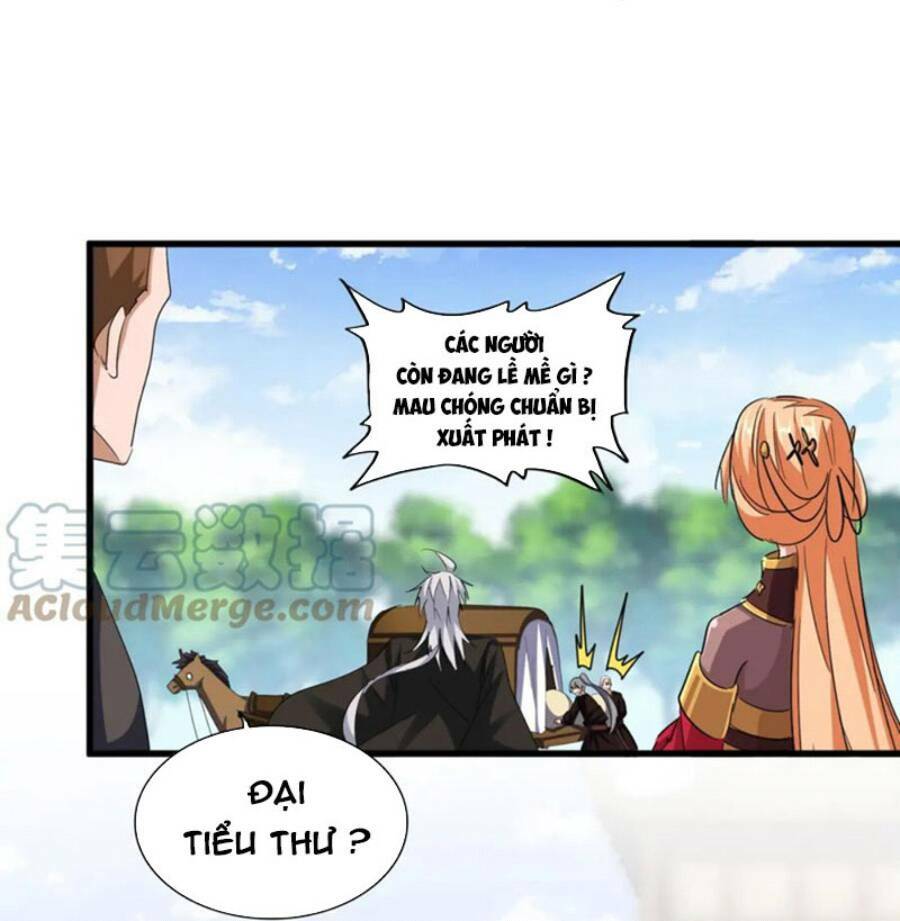 CÁC NGƯỜI
CÒN ĐANG LỀ MỀ GÌ ?
MAU CHÓNG CHUẨN BỊ
XUẤT PHÁT !
集云数据
ACloudMerge.com
ĐẠI
TIỂU THƯ ?